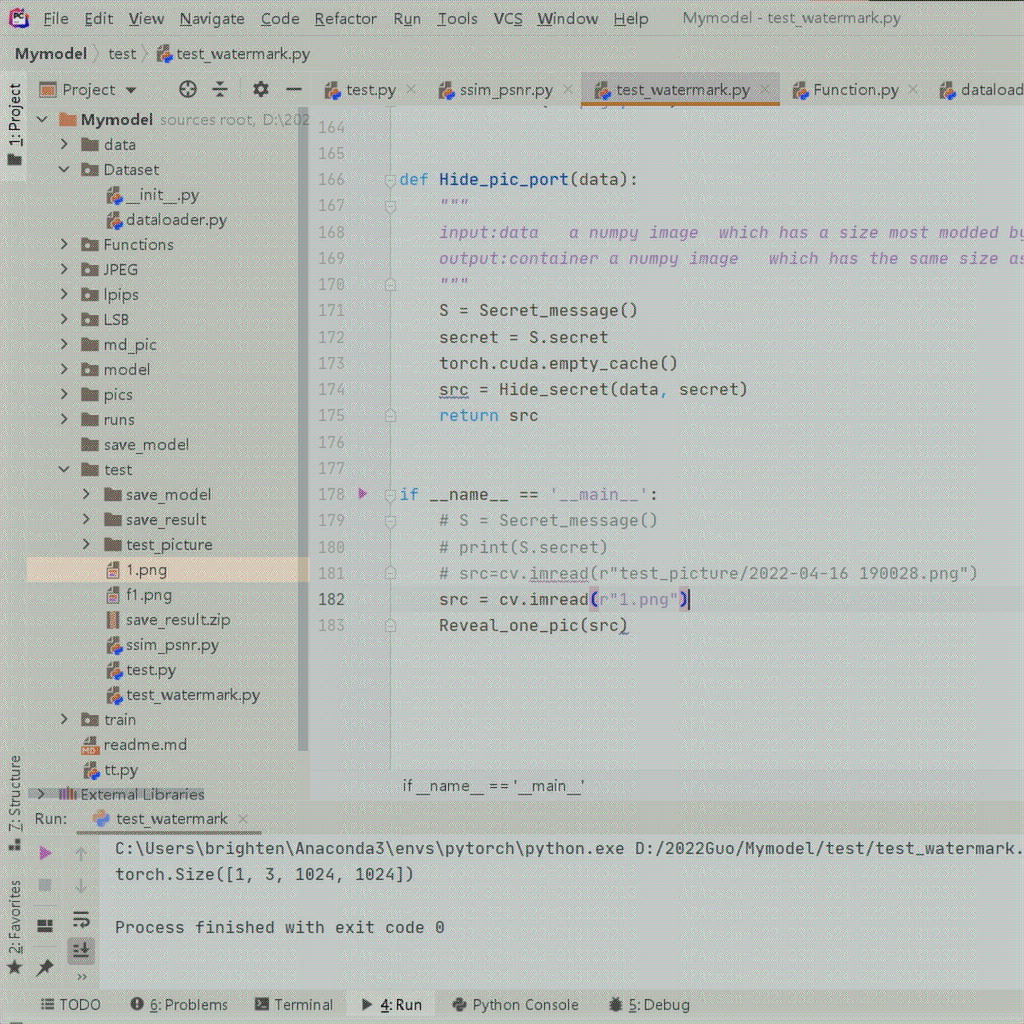 File Edit View Navigate Code Refactor Run Tools VCS Window Help Mymodel - test_watermark.py
Mymodel test test_watermark.py
1: Project
Project
test.py ssim_psnr.py test_watermark.py Function.py dataload
Mymodel sources root, D:\202
data
Dataset
__init__.py
dataloader.py
Functions
JPEG
lpips
LSB
md_pic
model
pics
runs
save_model
test
save_model
save_result
test_picture
1.png
f1.png
save_result.zip
ssim_psnr.py
test.py
test_watermark.py
train
readme.md
tt.py
External Libraries
164
165
166 def Hide_pic_port(data):
167 """
168 input:data a numpy image which has a size most modded by
169 output:container a numpy image which has the same size as
170 """
171 S = Secret_message()
172 secret = S.secret
173 torch.cuda.empty_cache()
174 src = Hide_secret(data, secret)
175 return src
176
177
178 if __name__ == '__main__':
179 # S = Secret_message()
180 # print(S.secret)
181 # src=cv.imread(r"test_picture/2022-04-16 190028.png")
182 src = cv.imread(r"1.png")
183 Reveal_one_pic(src)
if __name__ == '__main__'
7: Structure
2: Favorites
Run: test_watermark
C:\Users\brighten\Anaconda3\envs\pytorch\python.exe D:/2022Guo/Mymodel/test/test_watermark.
torch.Size([1, 3, 1024, 1024])
Process finished with exit code 0
TODO 6: Problems Terminal 4: Run Python Console 5: Debug